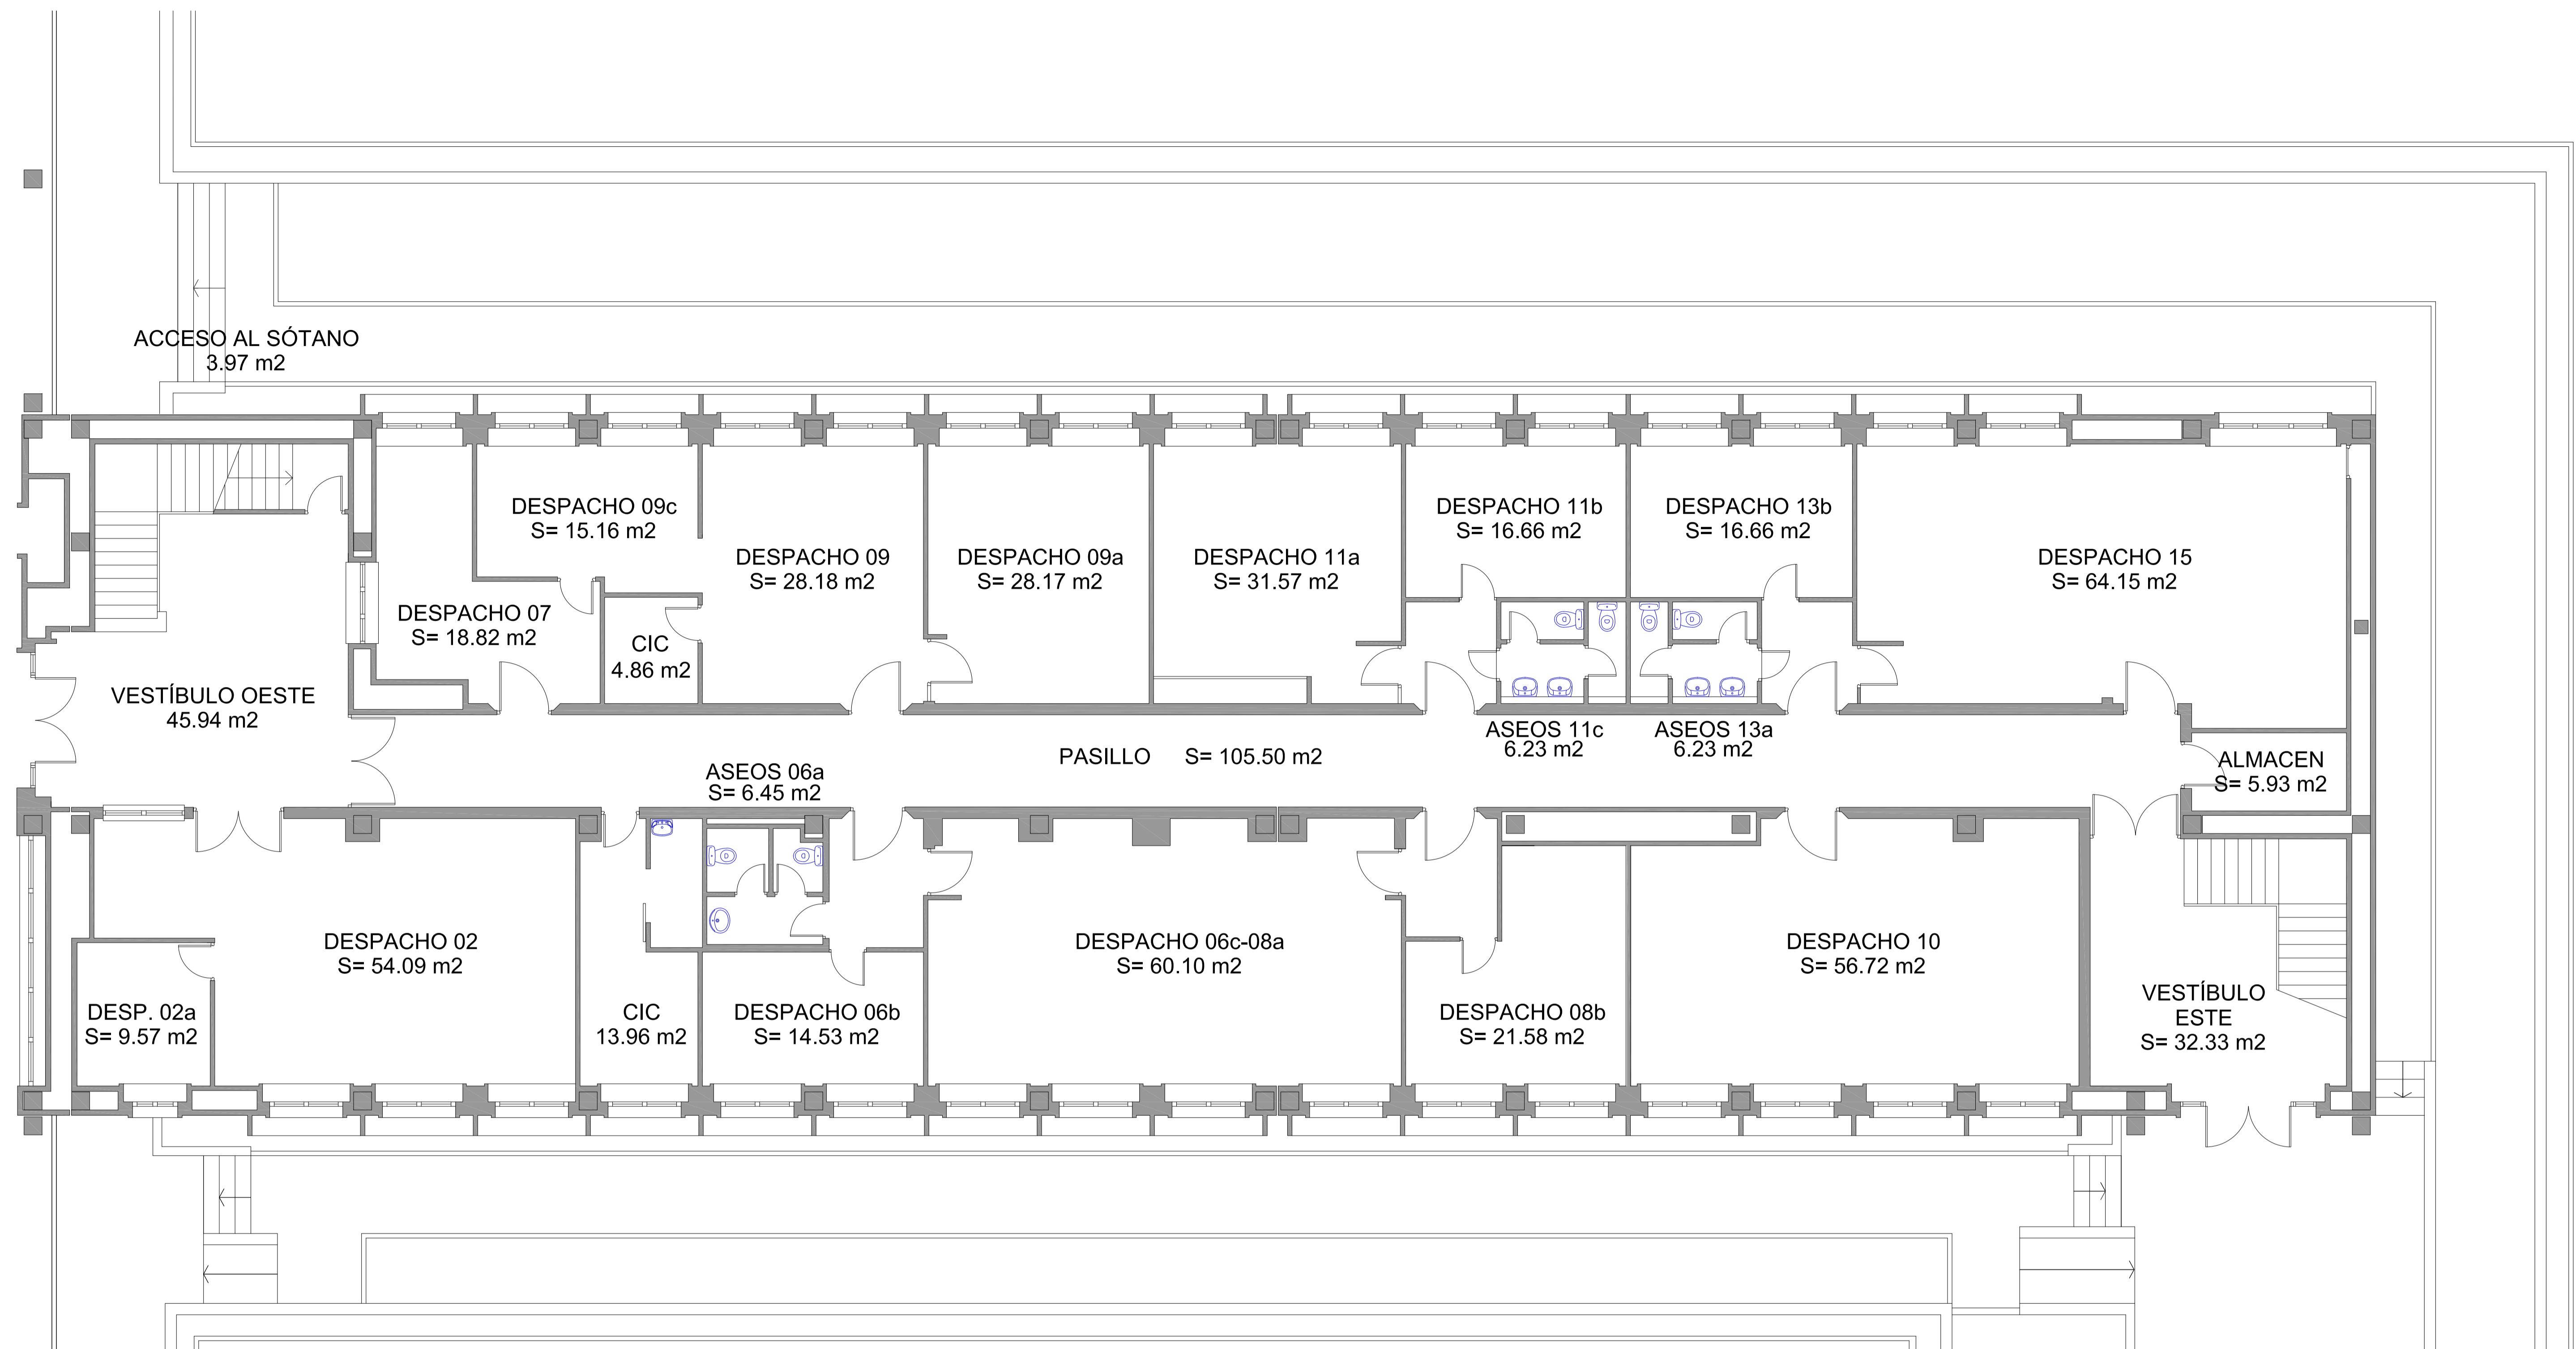 ACCESO AL SÓTANO
3.97 m2
DESPACHO 09c
S= 15.16 m2
DESPACHO 11b
S= 16.66 m2
DESPACHO 13b
S= 16.66 m2
DESPACHO 09
S= 28.18 m2
DESPACHO 09a
S= 28.17 m2
DESPACHO 11a
S= 31.57 m2
DESPACHO 15
S= 64.15 m2
DESPACHO 07
S= 18.82 m2
CIC
4.86 m2
VESTÍBULO OESTE
45.94 m2
ASEOS 11c
6.23 m2
ASEOS 13a
6.23 m2
PASILLO S= 105.50 m2
ASEOS 06a
S= 6.45 m2
ALMACEN
S= 5.93 m2
DESPACHO 02
S= 54.09 m2
DESPACHO 06c-08a
S= 60.10 m2
DESPACHO 10
S= 56.72 m2
DESP. 02a
S= 9.57 m2
CIC
13.96 m2
DESPACHO 06b
S= 14.53 m2
DESPACHO 08b
S= 21.58 m2
VESTÍBULO
ESTE
S= 32.33 m2